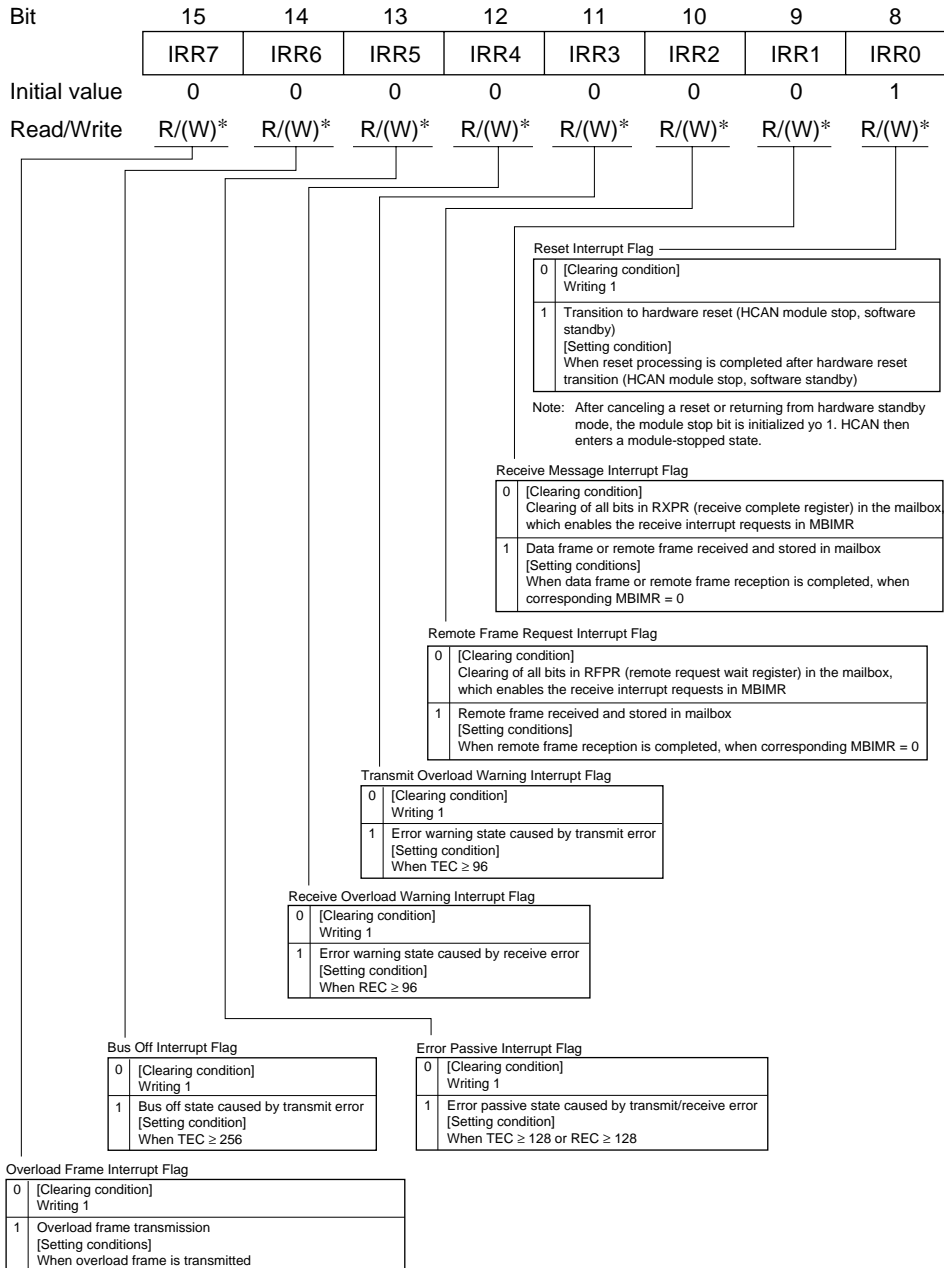 Bit 15 14 13 12 11 10 9 8
IRR7 IRR6 IRR5 IRR4 IRR3 IRR2 IRR1 IRR0
Initial value 0 0 0 0 0 0 0 1
Read/Write R/(W)* R/(W)* R/(W)* R/(W)* R/(W)* R/(W)* R/(W)* R/(W)*
Reset Interrupt Flag
0 [Clearing condition]
Writing 1
1 Transition to hardware reset (HCAN module stop, software
standby)
[Setting condition]
When reset processing is completed after hardware reset
transition (HCAN module stop, software standby)
Note: After canceling a reset or returning from hardware standby
mode, the module stop bit is initialized yo 1. HCAN then
enters a module-stopped state.
Receive Message Interrupt Flag
0 [Clearing condition]
Clearing of all bits in RXPR (receive complete register) in the mailbox,
which enables the receive interrupt requests in MBIMR
1 Data frame or remote frame received and stored in mailbox
[Setting conditions]
When data frame or remote frame reception is completed, when
corresponding MBIMR = 0
Remote Frame Request Interrupt Flag
0 [Clearing condition]
Clearing of all bits in RFPR (remote request wait register) in the mailbox,
which enables the receive interrupt requests in MBIMR
1 Remote frame received and stored in mailbox
[Setting conditions]
When remote frame reception is completed, when corresponding MBIMR = 0
Transmit Overload Warning Interrupt Flag
0 [Clearing condition]
Writing 1
1 Error warning state caused by transmit error
[Setting condition]
When TEC ≥ 96
Receive Overload Warning Interrupt Flag
0 [Clearing condition]
Writing 1
1 Error warning state caused by receive error
[Setting condition]
When REC ≥ 96
Bus Off Interrupt Flag
0 [Clearing condition]
Writing 1
1 Bus off state caused by transmit error
[Setting condition]
When TEC ≥ 256
Error Passive Interrupt Flag
0 [Clearing condition]
Writing 1
1 Error passive state caused by transmit/receive error
[Setting condition]
When TEC ≥ 128 or REC ≥ 128
Overload Frame Interrupt Flag
0 [Clearing condition]
Writing 1
1 Overload frame transmission
[Setting conditions]
When overload frame is transmitted